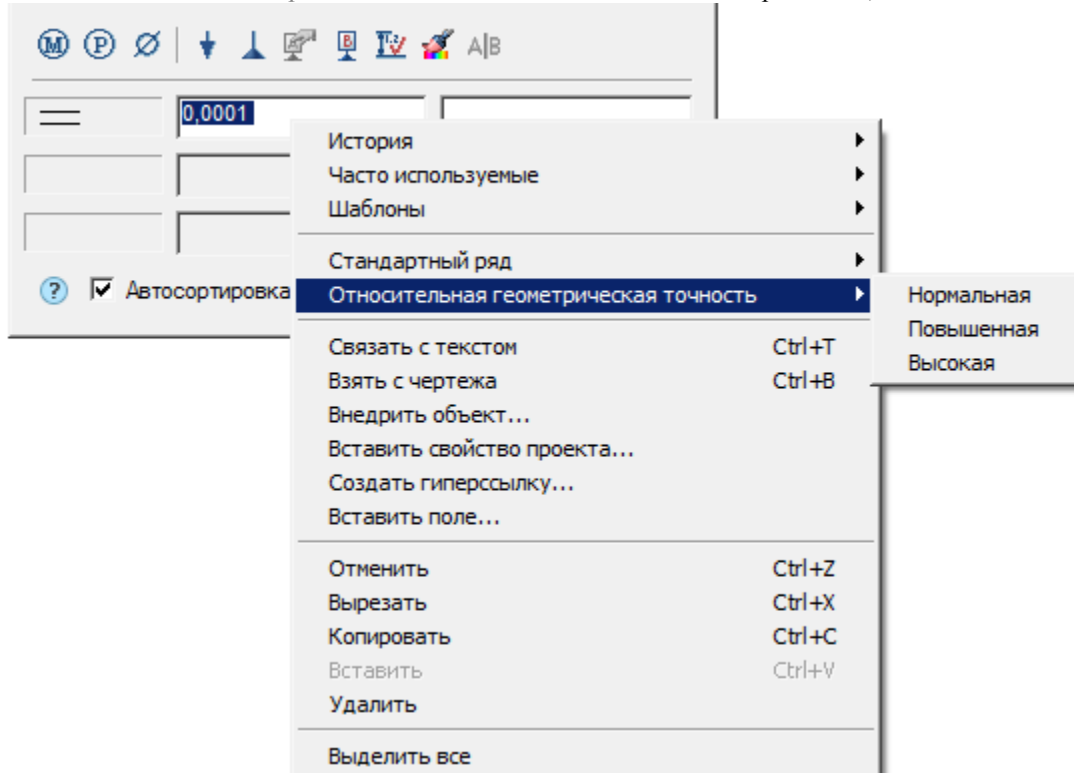 M P A|B
0,0001
История
Часто используемые
Шаблоны
Стандартный ряд
Автосортировка
Относительная геометрическая точность
Нормальная
Повышенная
Высокая
Связать с текстом Ctrl+T
Взять с чертежа Ctrl+B
Внедрить объект...
Вставить свойство проекта...
Создать гиперссылку...
Вставить поле...
Отменить Ctrl+Z
Вырезать Ctrl+X
Копировать Ctrl+C
Вставить Ctrl+V
Удалить
Выделить все